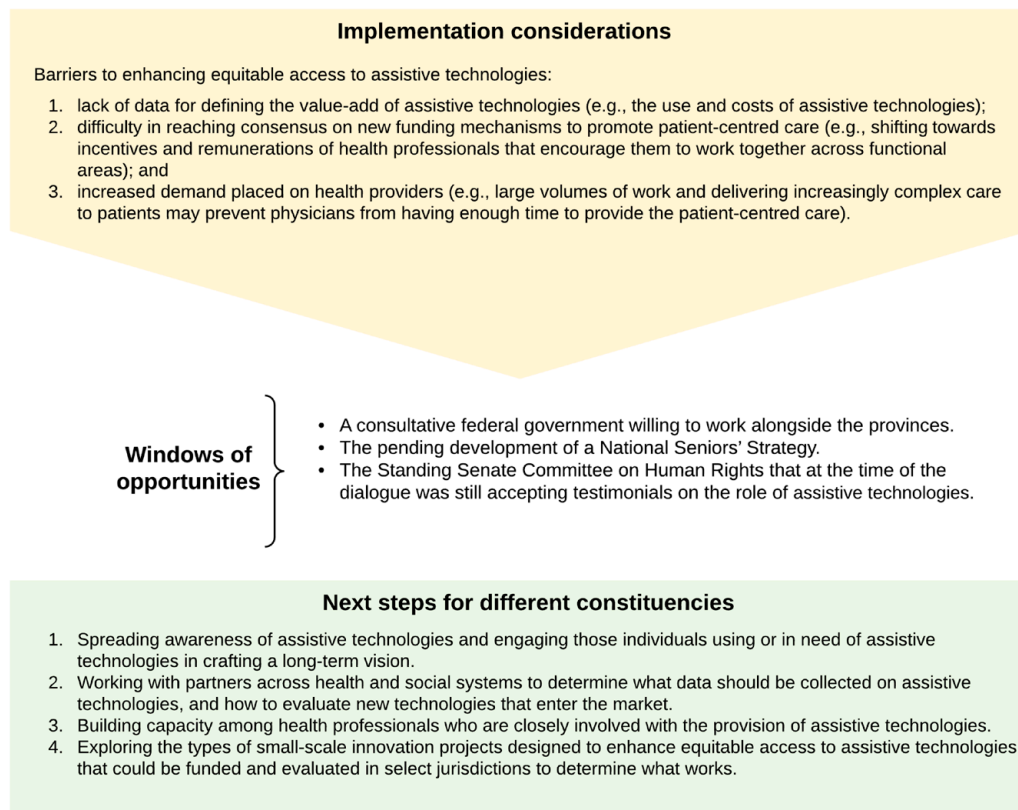 Implementation considerations
Barriers to enhancing equitable access to assistive technologies:
1. lack of data for defining the value-add of assistive technologies (e.g., the use and costs of assistive technologies);
2. difficulty in reaching consensus on new funding mechanisms to promote patient-centred care (e.g., shifting towards
incentives and remunerations of health professionals that encourage them to work together across functional
areas); and
3. increased demand placed on health providers (e.g., large volumes of work and delivering increasingly complex care
to patients may prevent physicians from having enough time to provide the patient-centred care).
Windows of
opportunities
• A consultative federal government willing to work alongside the provinces.
• The pending development of a National Seniors’ Strategy.
• The Standing Senate Committee on Human Rights that at the time of the
dialogue was still accepting testimonials on the role of assistive technologies.
Next steps for different constituencies
1. Spreading awareness of assistive technologies and engaging those individuals using or in need of assistive
technologies in crafting a long-term vision.
2. Working with partners across health and social systems to determine what data should be collected on assistive
technologies, and how to evaluate new technologies that enter the market.
3. Building capacity among health professionals who are closely involved with the provision of assistive technologies.
4. Exploring the types of small-scale innovation projects designed to enhance equitable access to assistive technologies
that could be funded and evaluated in select jurisdictions to determine what works.